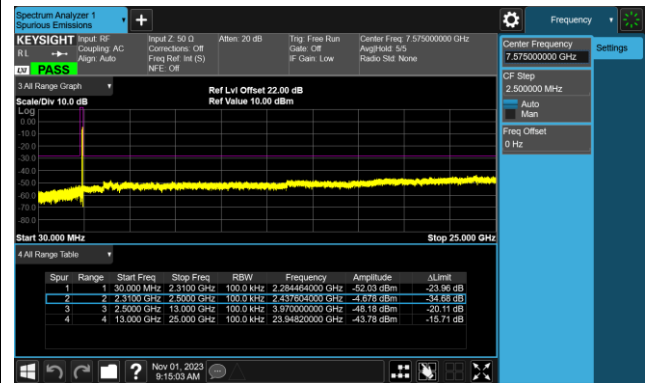 Spectrum Analyzer 1
Spurious Emissions
Frequency
KEYSIGHT Input: RF Input Z: 50 Ω Atten: 20 dB Trig: Free Run Center Freq: 7.575000000 GHz
RL Coupling: AC Corrections: Off Gate: Off Avg|Hold: 5/5
Align: Auto Freq Ref: Int (S) IF Gain: Low Radio Std: None
LXI PASS NFE: Off
Center Frequency
7.575000000 GHz
Settings
CF Step
2.500000 MHz
Auto
Man
Freq Offset
0 Hz
3 All Range Graph
Ref Lvl Offset 22.00 dB
Scale/Div 10.0 dB Ref Value 10.00 dBm
Log
0.00
-10.0
-20.0
-30.0
-40.0
-50.0
-60.0
-70.0
-80.0
Start 30.000 MHz Stop 25.000 GHz
4 All Range Table
Spur Range Start Freq Stop Freq RBW Frequency Amplitude ΔLimit
1 1 30.000 MHz 2.3100 GHz 100.0 kHz 2.284464000 GHz -52.03 dBm -23.96 dB
2 2 2.3100 GHz 2.5000 GHz 100.0 kHz 2.437604000 GHz -4.678 dBm -34.68 dB
3 3 2.5000 GHz 13.000 GHz 100.0 kHz 3.970000000 GHz -48.18 dBm -20.11 dB
4 4 13.000 GHz 25.000 GHz 100.0 kHz 23.94820000 GHz -43.78 dBm -15.71 dB
Nov 01, 2023
9:15:03 AM